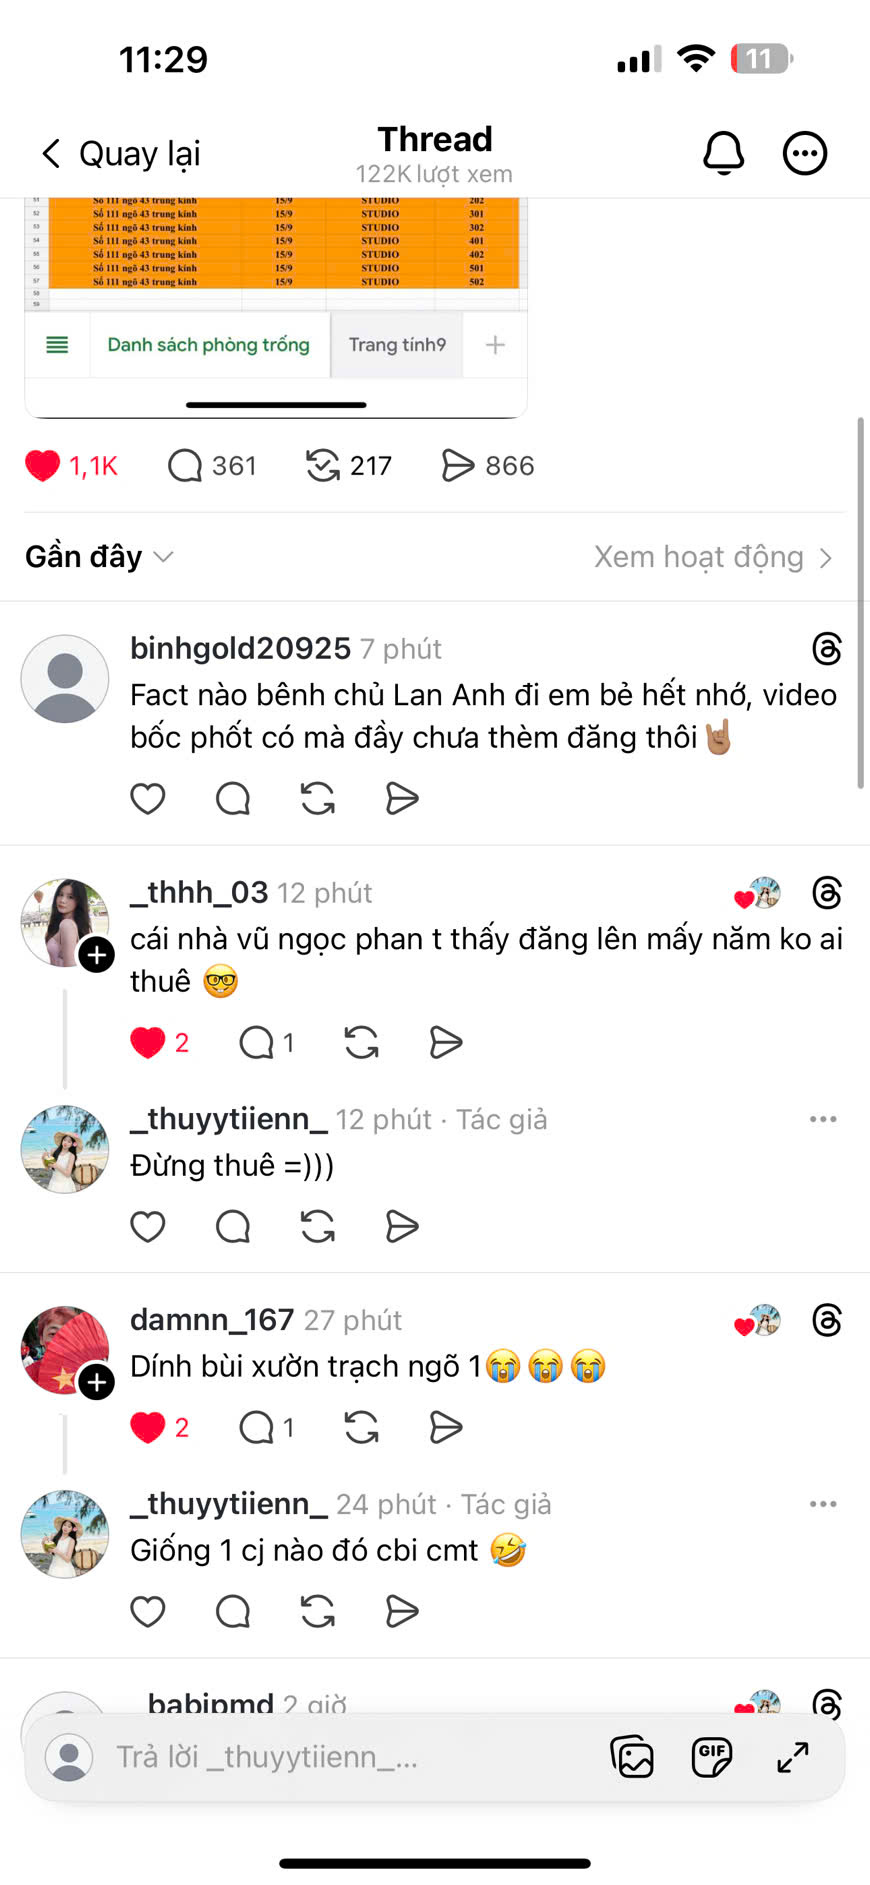 11:29
11
Quay lại
Thread
122K lượt xem
51 Số 111 ngõ 43 trung kính 15/9 STUDIO 202
52 Số 111 ngõ 43 trung kính 15/9 STUDIO 301
53 Số 111 ngõ 43 trung kính 15/9 STUDIO 302
54 Số 111 ngõ 43 trung kính 15/9 STUDIO 401
55 Số 111 ngõ 43 trung kính 15/9 STUDIO 402
56 Số 111 ngõ 43 trung kính 15/9 STUDIO 501
57 Số 111 ngõ 43 trung kính 15/9 STUDIO 502
58
59
Danh sách phòng trống Trang tính9
1,1K 361 217 866
Gần đây Xem hoạt động
binhgold20925 7 phút
Fact nào bênh chủ Lan Anh đi em bẻ hết nhớ, video
bốc phốt có mà đầy chưa thèm đăng thôi🤘🏽
_thhh_03 12 phút
cái nhà vũ ngọc phan t thấy đăng lên mấy năm ko ai
thuê 🤓
2 1
_thuyytiienn_ 12 phút · Tác giả
Đừng thuê =)))
damnn_167 27 phút
Dính bùi xườn trạch ngõ 1😭😭😭
2 1
_thuyytiienn_ 24 phút · Tác giả
Giống 1 cj nào đó cbi cmt 🤣
babipmd 2 giờ
Trả lời _thuyytiienn_...
GIF